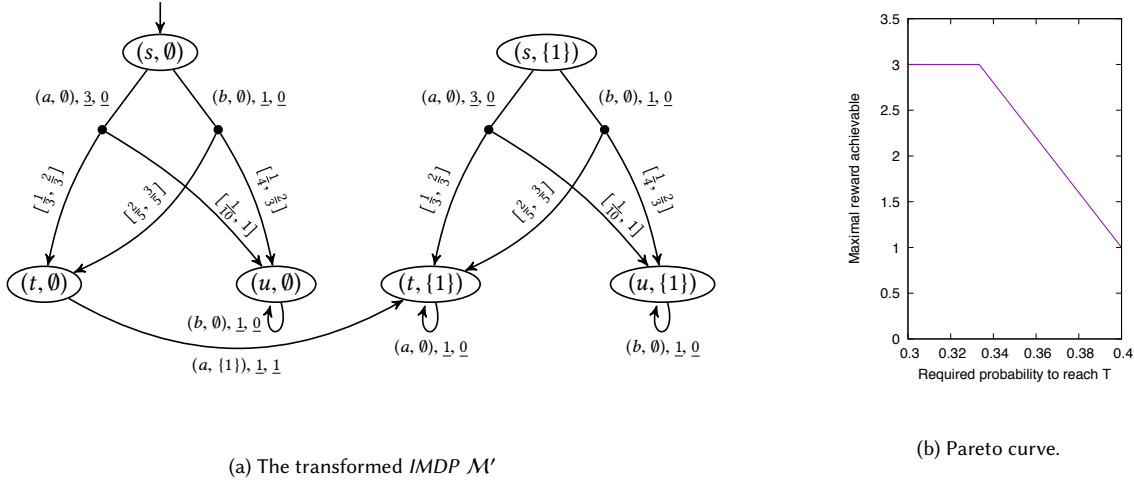 (s, ∅)
(s, {1})
(a, ∅), 3, 0
(b, ∅), 1, 0
(a, ∅), 3, 0
(b, ∅), 1, 0
[1/3, 2/3]
[2/5, 3/5]
[1/10, 1]
[1/4, 2/3]
[1/3, 2/3]
[2/5, 3/5]
[1/10, 1]
[1/4, 2/3]
(t, ∅)
(u, ∅)
(t, {1})
(u, {1})
(b, ∅), 1, 0
(a, {1}), 1, 1
(a, ∅), 1, 0
(b, ∅), 1, 0
(a) The transformed IMDP M′
3.5
3
2.5
2
1.5
1
0.5
0
Maximal reward achievable
0.3 0.32 0.34 0.36 0.38 0.4
Required probability to reach T
(b) Pareto curve.